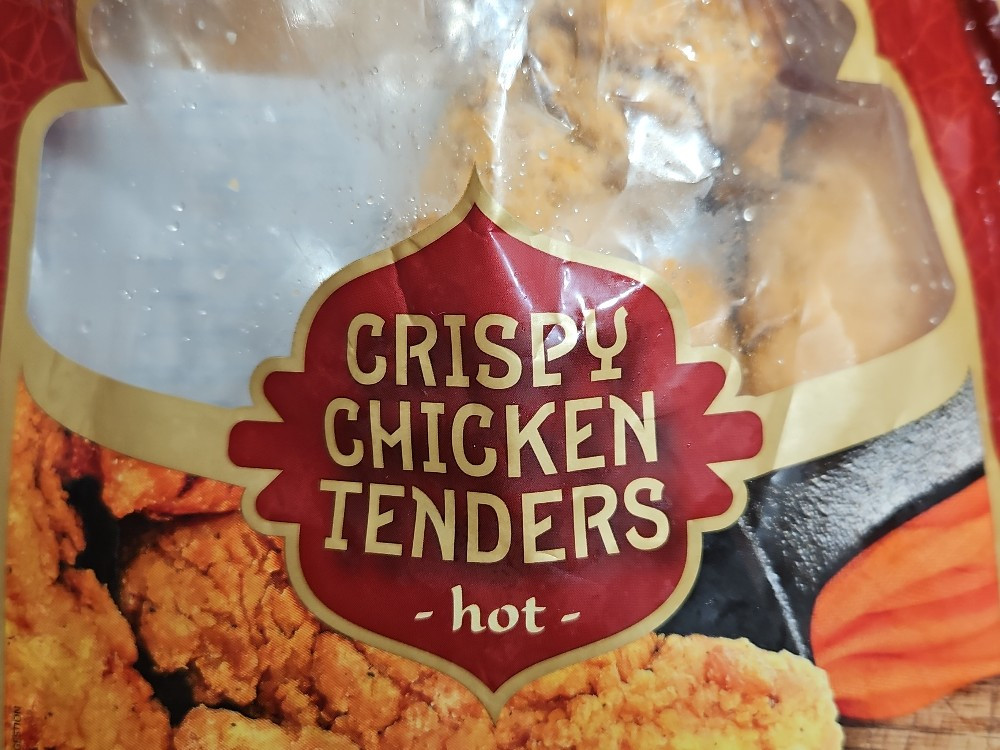 CRISPY
CHICKEN
TENDERS
- hot -